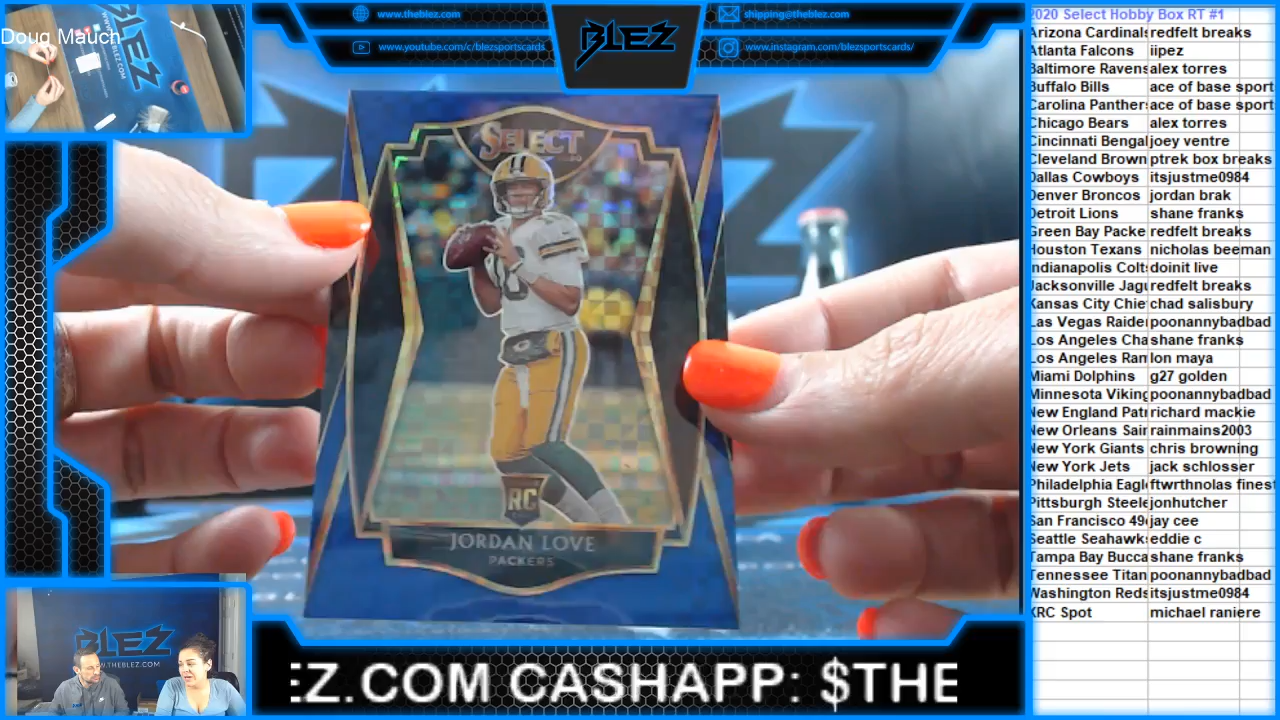 Doug Mauch
www.theblez.com
www.youtube.com/c/blezsportscards
BLEZ
shipping@theblez.com
www.instagram.com/blezsportscards/
SELECT
RC
JORDAN LOVE
PACKERS
BLEZ
WWW.THEBLEZ.COM
EZ.COM CASHAPP: $THE
2020 Select Hobby Box RT #1
Arizona Cardinals redfelt breaks
Atlanta Falcons iipez
Baltimore Ravens alex torres
Buffalo Bills ace of base sport
Carolina Panthers ace of base sport
Chicago Bears alex torres
Cincinnati Bengal joey ventre
Cleveland Brown ptrek box breaks
Dallas Cowboys itsjustme0984
Denver Broncos jordan brak
Detroit Lions shane franks
Green Bay Packe redfelt breaks
Houston Texans nicholas beeman
Indianapolis Colts doinit live
Jacksonville Jagu redfelt breaks
Kansas City Chie chad salisbury
Las Vegas Raider poonannybadbad
Los Angeles Cha shane franks
Los Angeles Ram lon maya
Miami Dolphins g27 golden
Minnesota Viking poonannybadbad
New England Patr richard mackie
New Orleans Sain rainmains2003
New York Giants chris browning
New York Jets jack schlosser
Philadelphia Eagle ftwrthnolas finest
Pittsburgh Steele jonhutcher
San Francisco 49 jay cee
Seattle Seahawks eddie c
Tampa Bay Bucca shane franks
Tennessee Titan poonannybadbad
Washington Reds itsjustme0984
XRC Spot michael raniere